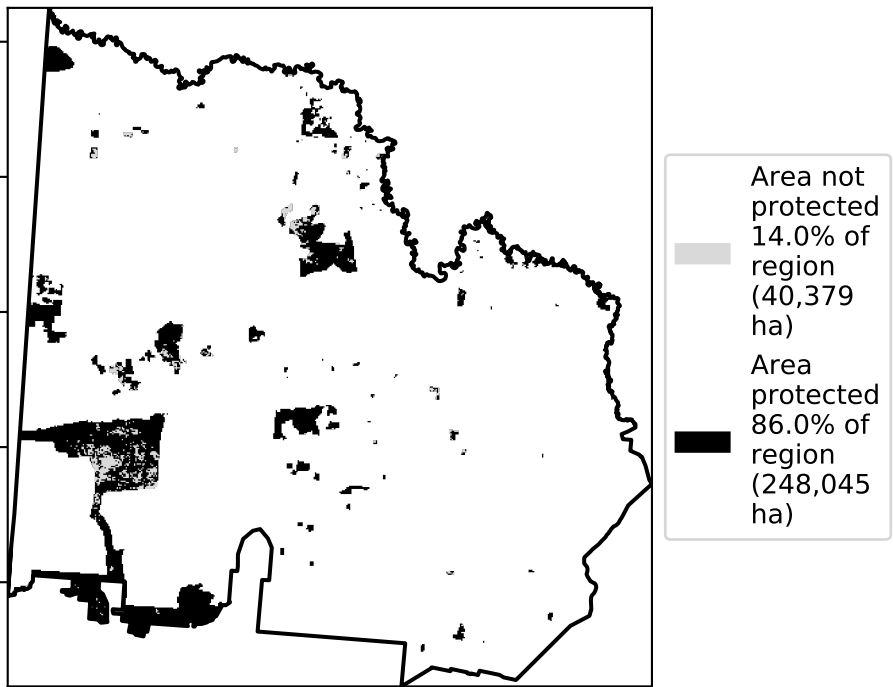 Area not
protected
14.0% of
region
(40,379
ha)
Area
protected
86.0% of
region
(248,045
ha)